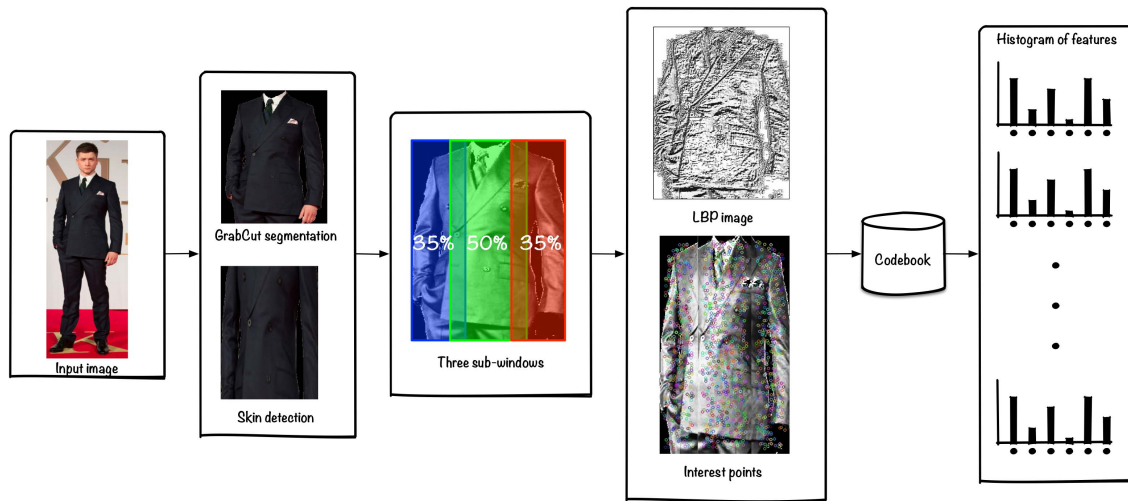 Input image
GrabCut segmentation
Skin detection
35% 50% 35%
Three sub-windows
LBP image
Interest points
Codebook
Histogram of features